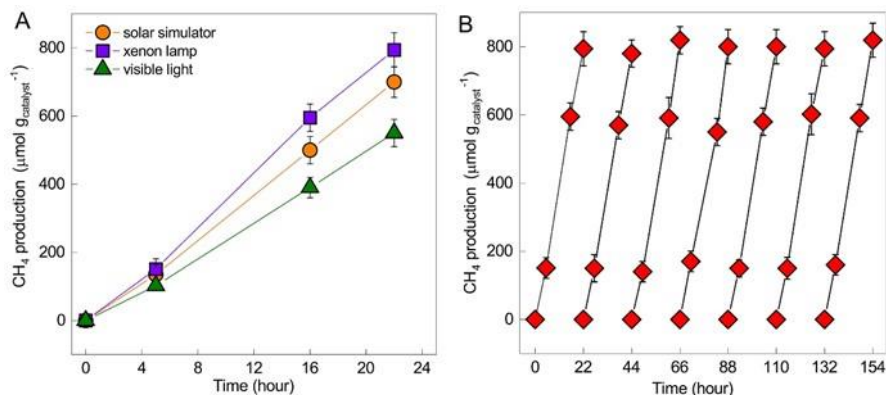 A
solar simulator
xenon lamp
visible light
CH₄ production (μmol g_catalyst⁻¹)
800
600
400
200
0
0 4 8 12 16 20 24
Time (hour)
B
CH₄ production (μmol g_catalyst⁻¹)
800
600
400
200
0
0 22 44 66 88 110 132 154
Time (hour)